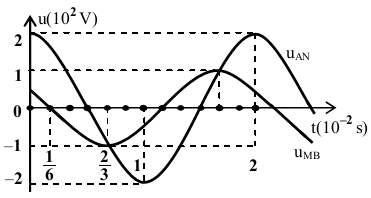 u(10² V)
2
u_AN
1
0
t(10⁻² s)
–1
1/6
2/3
1
2
u_MB
–2